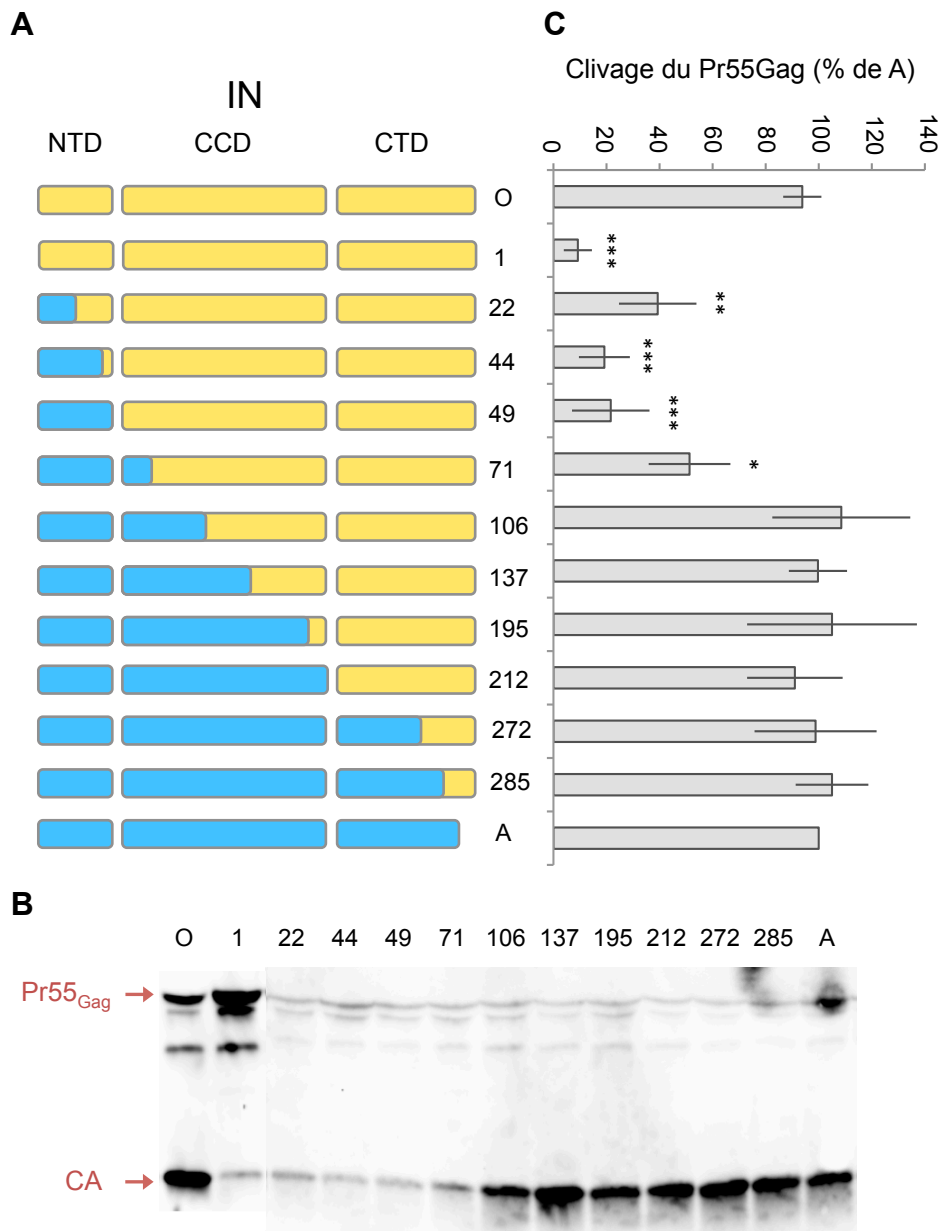 A
IN
NTD CCD CTD
O
1
22
44
49
71
106
137
195
212
272
285
A
C
Clivage du Pr55Gag (% de A)
0 20 40 60 80 100 120 140
***
**
***
***
*
B
O 1 22 44 49 71 106 137 195 212 272 285 A
Pr55Gag
CA